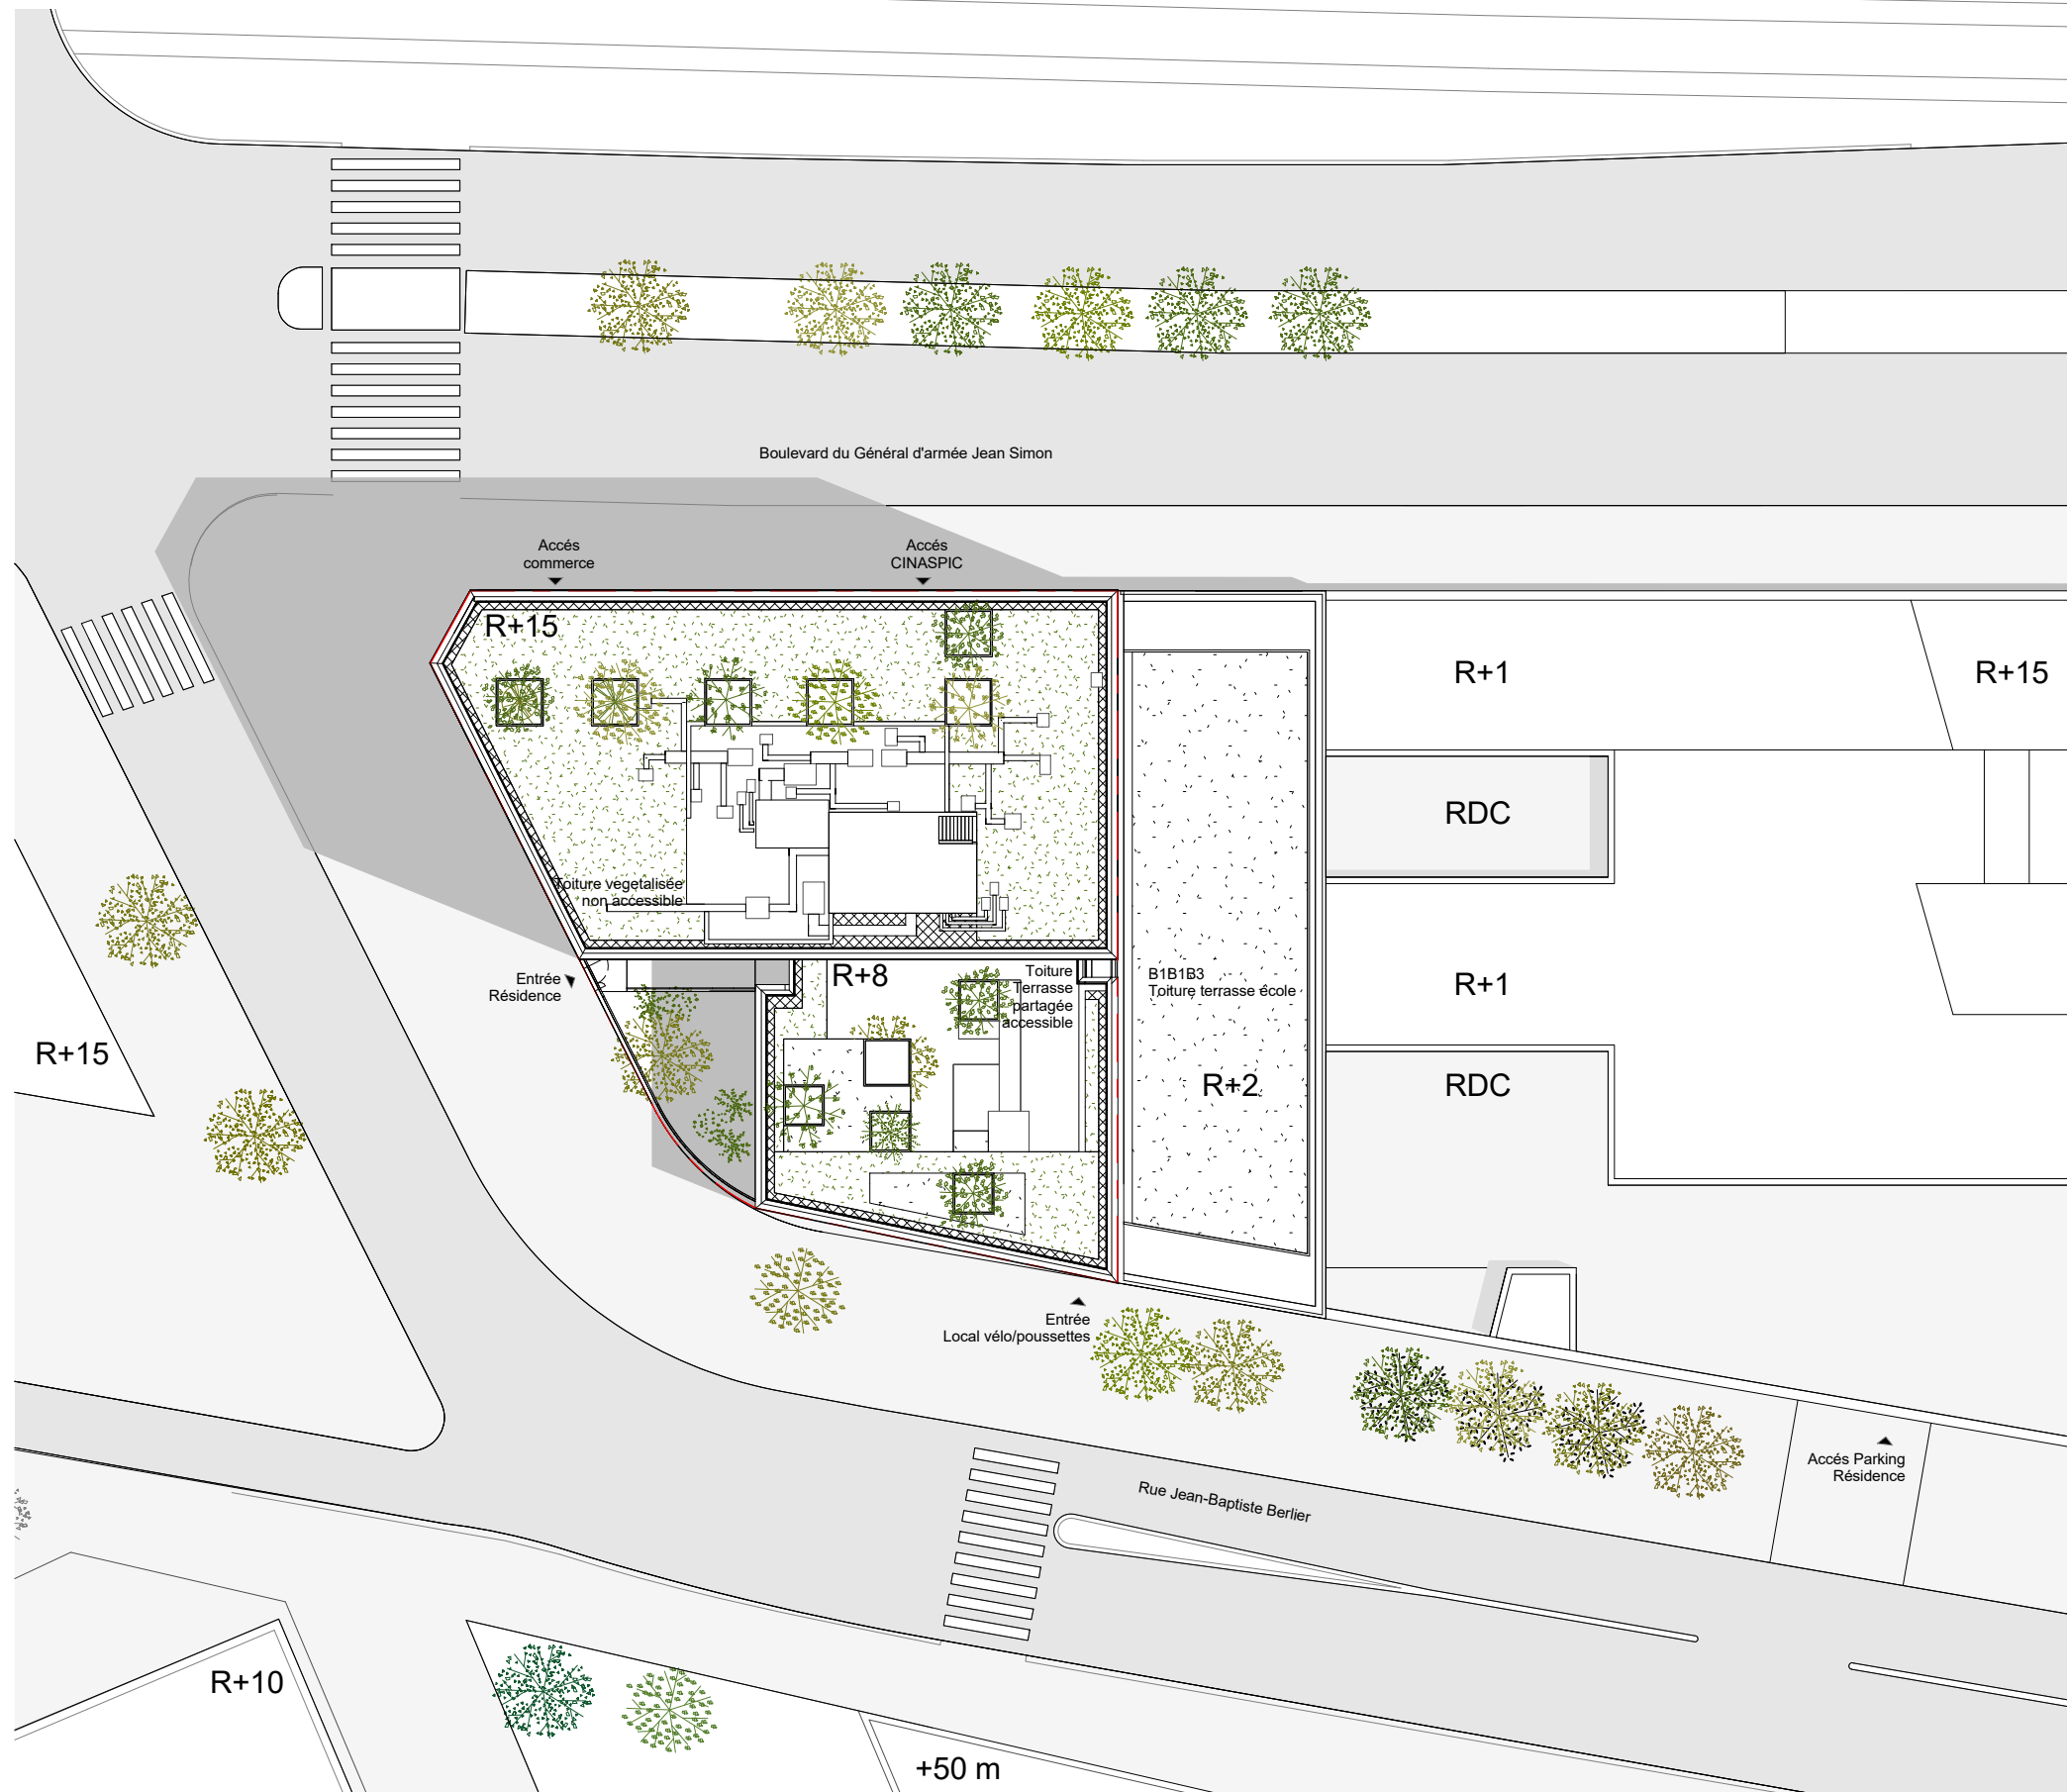 Boulevard du Général d'armée Jean Simon
Accés
commerce
Accés
CINASPIC
R+15
R+1
R+15
RDC
Toiture végetalisée
non accessible
Entrée
Résidence
R+8
Toiture
Terrasse
partagée
accessible
B1B1B3
Toiture terrasse école
R+1
R+15
R+2
RDC
Entrée
Local vélo/poussettes
Accés Parking
Résidence
Rue Jean-Baptiste Berlier
R+10
+50 m